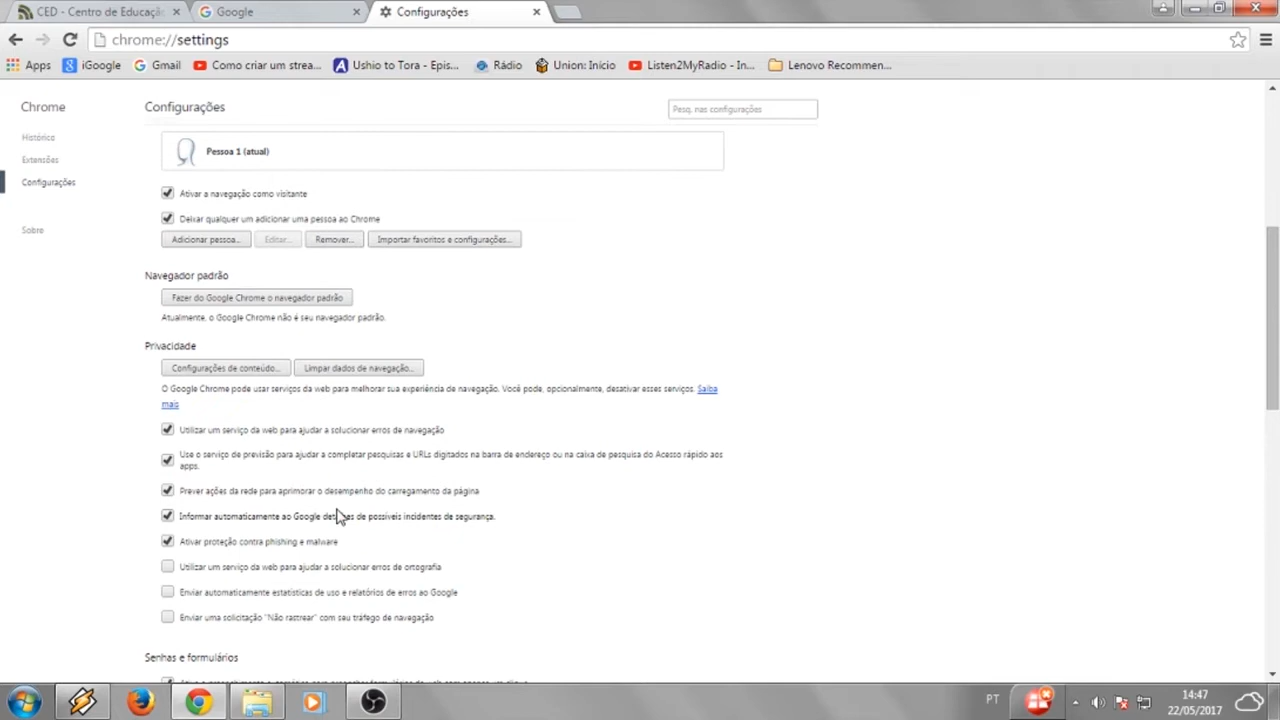 CED - Centro de Educaçã
Google
Configurações
chrome://settings
Apps
iGoogle
Gmail
Como criar um strea...
Ushio to Tora - Epis...
Rádio
Union: Inicio
Listen2MyRadio - In...
Lenovo Recommen...
Chrome
Histórico
Extensões
Configurações
Sobre
Configurações
Pesq. nas configurações
Pessoa 1 (atual)
Ativar a navegação como visitante
Deixar qualquer um adicionar uma pessoa ao Chrome
Adicionar pessoa...
Editar...
Remover...
Importar favoritos e configurações...
Navegador padrão
Fazer do Google Chrome o navegador padrão
Atualmente, o Google Chrome não é seu navegador padrão.
Privacidade
Configurações de conteúdo...
Limpar dados de navegação...
O Google Chrome pode usar serviços da web para melhorar sua experiência de navegação. Você pode, opcionalmente, desativar esses serviços. Saiba
mais
Utilizar um serviço da web para ajudar a solucionar erros de navegação
Use o serviço de previsão para ajudar a completar pesquisas e URLs digitados na barra de endereço ou na caixa de pesquisa do Acesso rápido aos
apps.
Prever ações da rede para aprimorar o desempenho do carregamento da página
Informar automaticamente ao Google detalhes de possíveis incidentes de segurança.
Ativar proteção contra phishing e malware
Utilizar um serviço da web para ajudar a solucionar erros de ortografia
Enviar automaticamente estatísticas de uso e relatórios de erros ao Google
Enviar uma solicitação "Não rastrear" com seu tráfego de navegação
Senhas e formulários
PT
14:47
22/05/2017